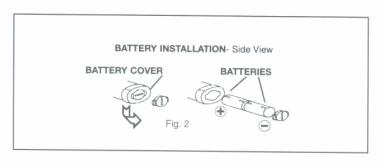 BATTERY INSTALLATION- Side View
BATTERY COVER
BATTERIES
+
−
Fig. 2